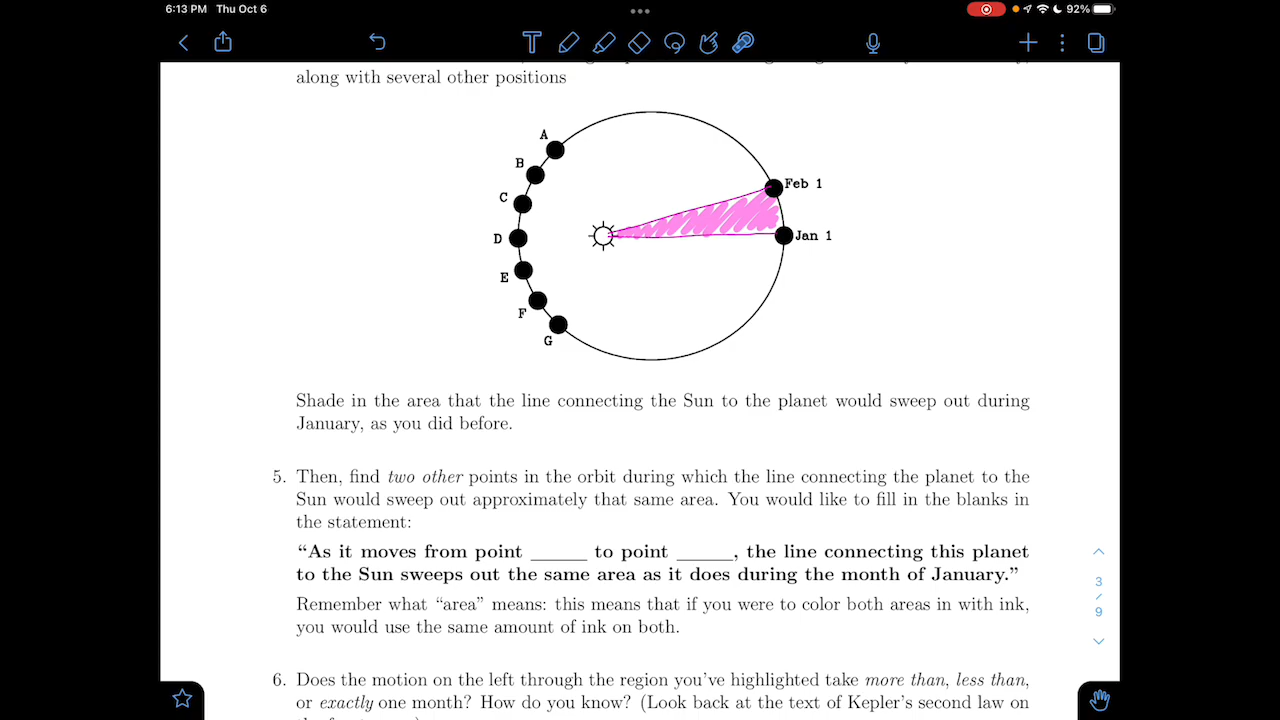 6:13 PM Thu Oct 6
92%
along with several other positions
A
B
C
D
E
F
G
Feb 1
Jan 1
Shade in the area that the line connecting the Sun to the planet would sweep out during
January, as you did before.
5. Then, find two other points in the orbit during which the line connecting the planet to the
Sun would sweep out approximately that same area. You would like to fill in the blanks in
the statement:
“As it moves from point _____ to point _____, the line connecting this planet
to the Sun sweeps out the same area as it does during the month of January.”
Remember what “area” means: this means that if you were to color both areas in with ink,
you would use the same amount of ink on both.
3
/
9
6. Does the motion on the left through the region you’ve highlighted take more than, less than,
or exactly one month? How do you know? (Look back at the text of Kepler’s second law on